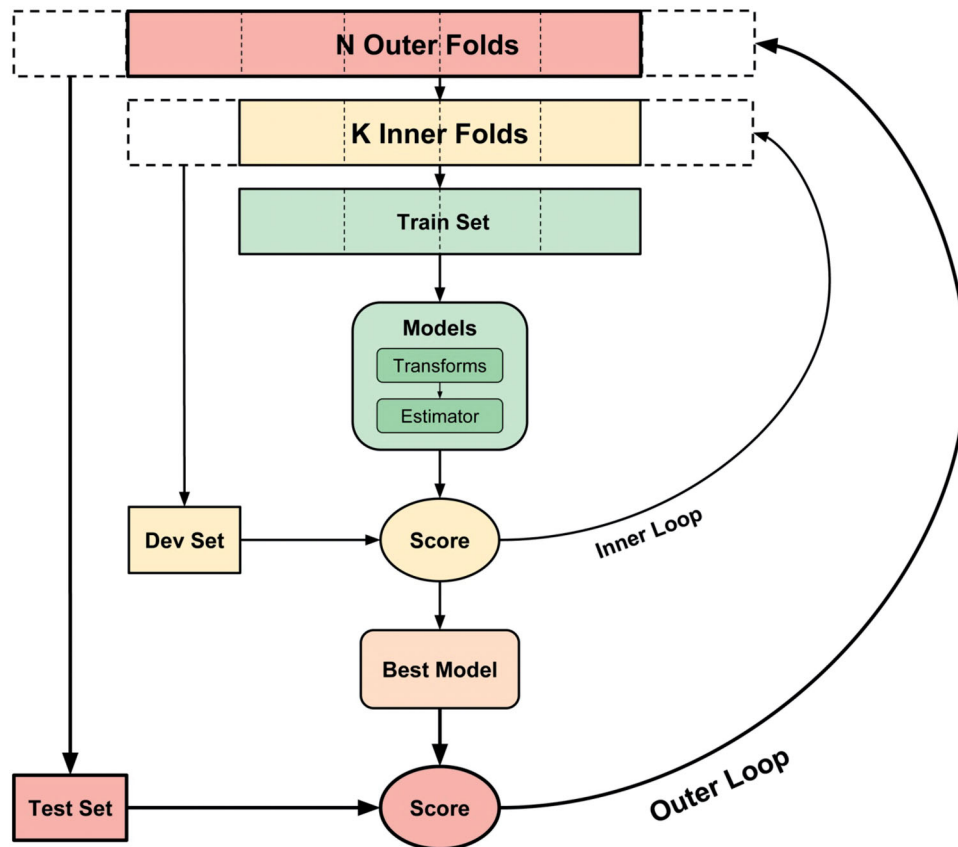 N Outer Folds
K Inner Folds
Train Set
Models
Transforms
Estimator
Dev Set
Score
Inner Loop
Best Model
Test Set
Score
Outer Loop